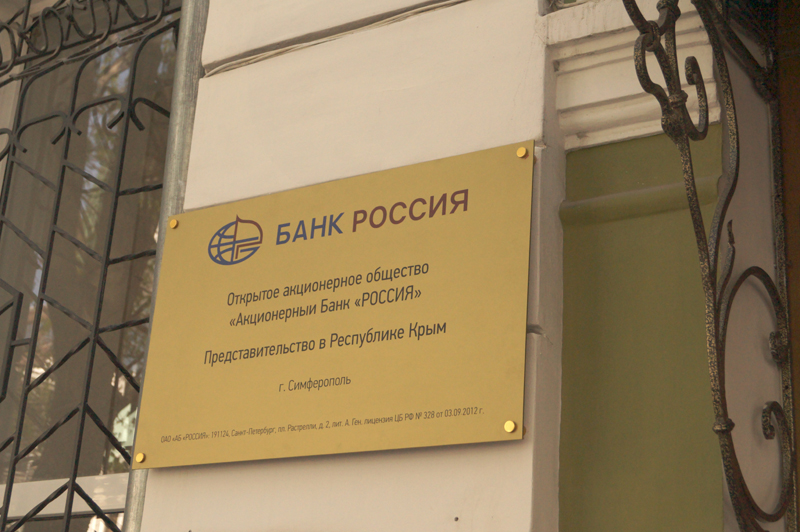 БАНК РОССИЯ
Открытое акционерное общество
«Акционерный Банк «РОССИЯ»
Представительство в Республике Крым
г. Симферополь
ОАО «АБ «РОССИЯ». 191124, Санкт-Петербург, пл. Растрелли, д. 2, лит. А. Ген. лицензия ЦБ РФ № 328 от 03.09.2012 г.